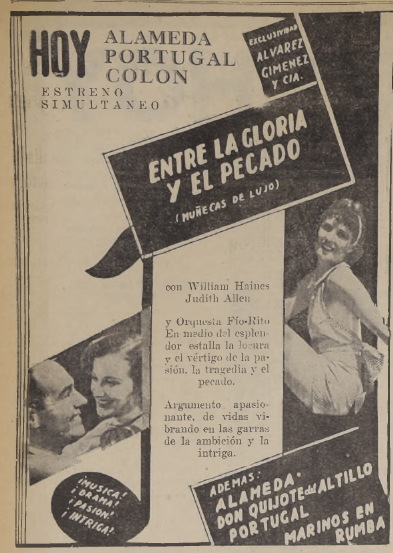 HOY
ALAMEDA
PORTUGAL
COLON
ESTRENO
SIMULTANEO
EXCLUSIVIDAD
ALVAREZ
GIMENEZ
Y CIA.
ENTRE LA GLORIA
Y EL PECADO
(MUÑECAS DE LUJO)
con William Haines
Judith Allen
y Orquesta Fío-Rito
En medio del esplen-
dor estalla la locura
y el vértigo de la pa-
sión, la tragedia y el
pecado.
Argumento apasio-
nante, de vidas vi-
brando en las garras
de la ambición y la
intriga.
¡MUSICA!
¡DRAMA!
¡PASION!
¡INTRIGA!
ADEMAS:
ALAMEDA·
DON QUIJOTE del ALTILLO
PORTUGAL
MARINOS EN
RUMBA